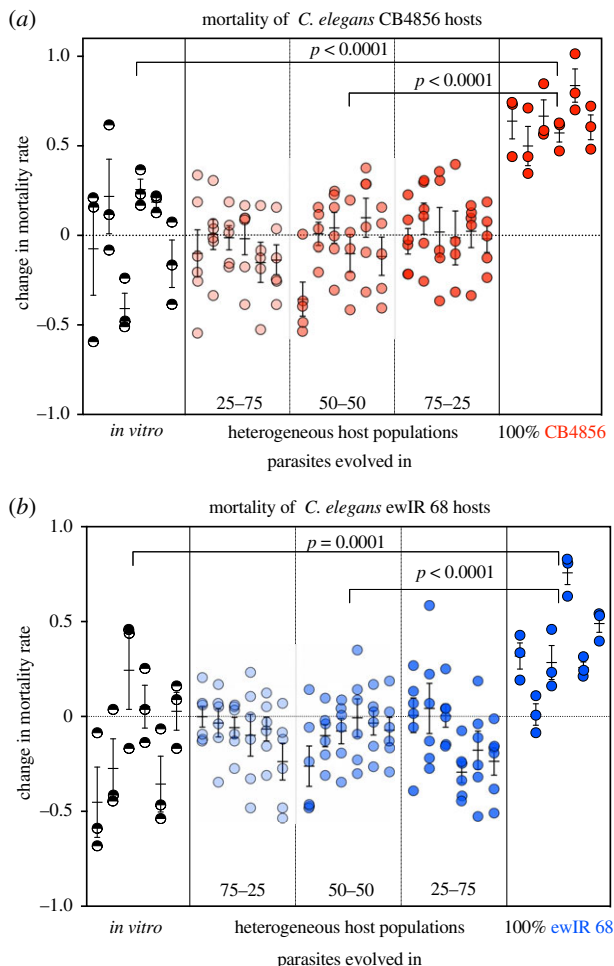 (a) mortality of C. elegans CB4856 hosts
1.0
p < 0.0001
p < 0.0001
0.5
0
change in mortality rate
−0.5
25–75 50–50 75–25
−1.0
in vitro heterogeneous host populations 100% CB4856
parasites evolved in
(b) mortality of C. elegans ewIR 68 hosts
1.0
p = 0.0001
p < 0.0001
0.5
0
change in mortality rate
−0.5
75–25 50–50 25–75
−1.0
in vitro heterogeneous host populations 100% ewIR 68
parasites evolved in